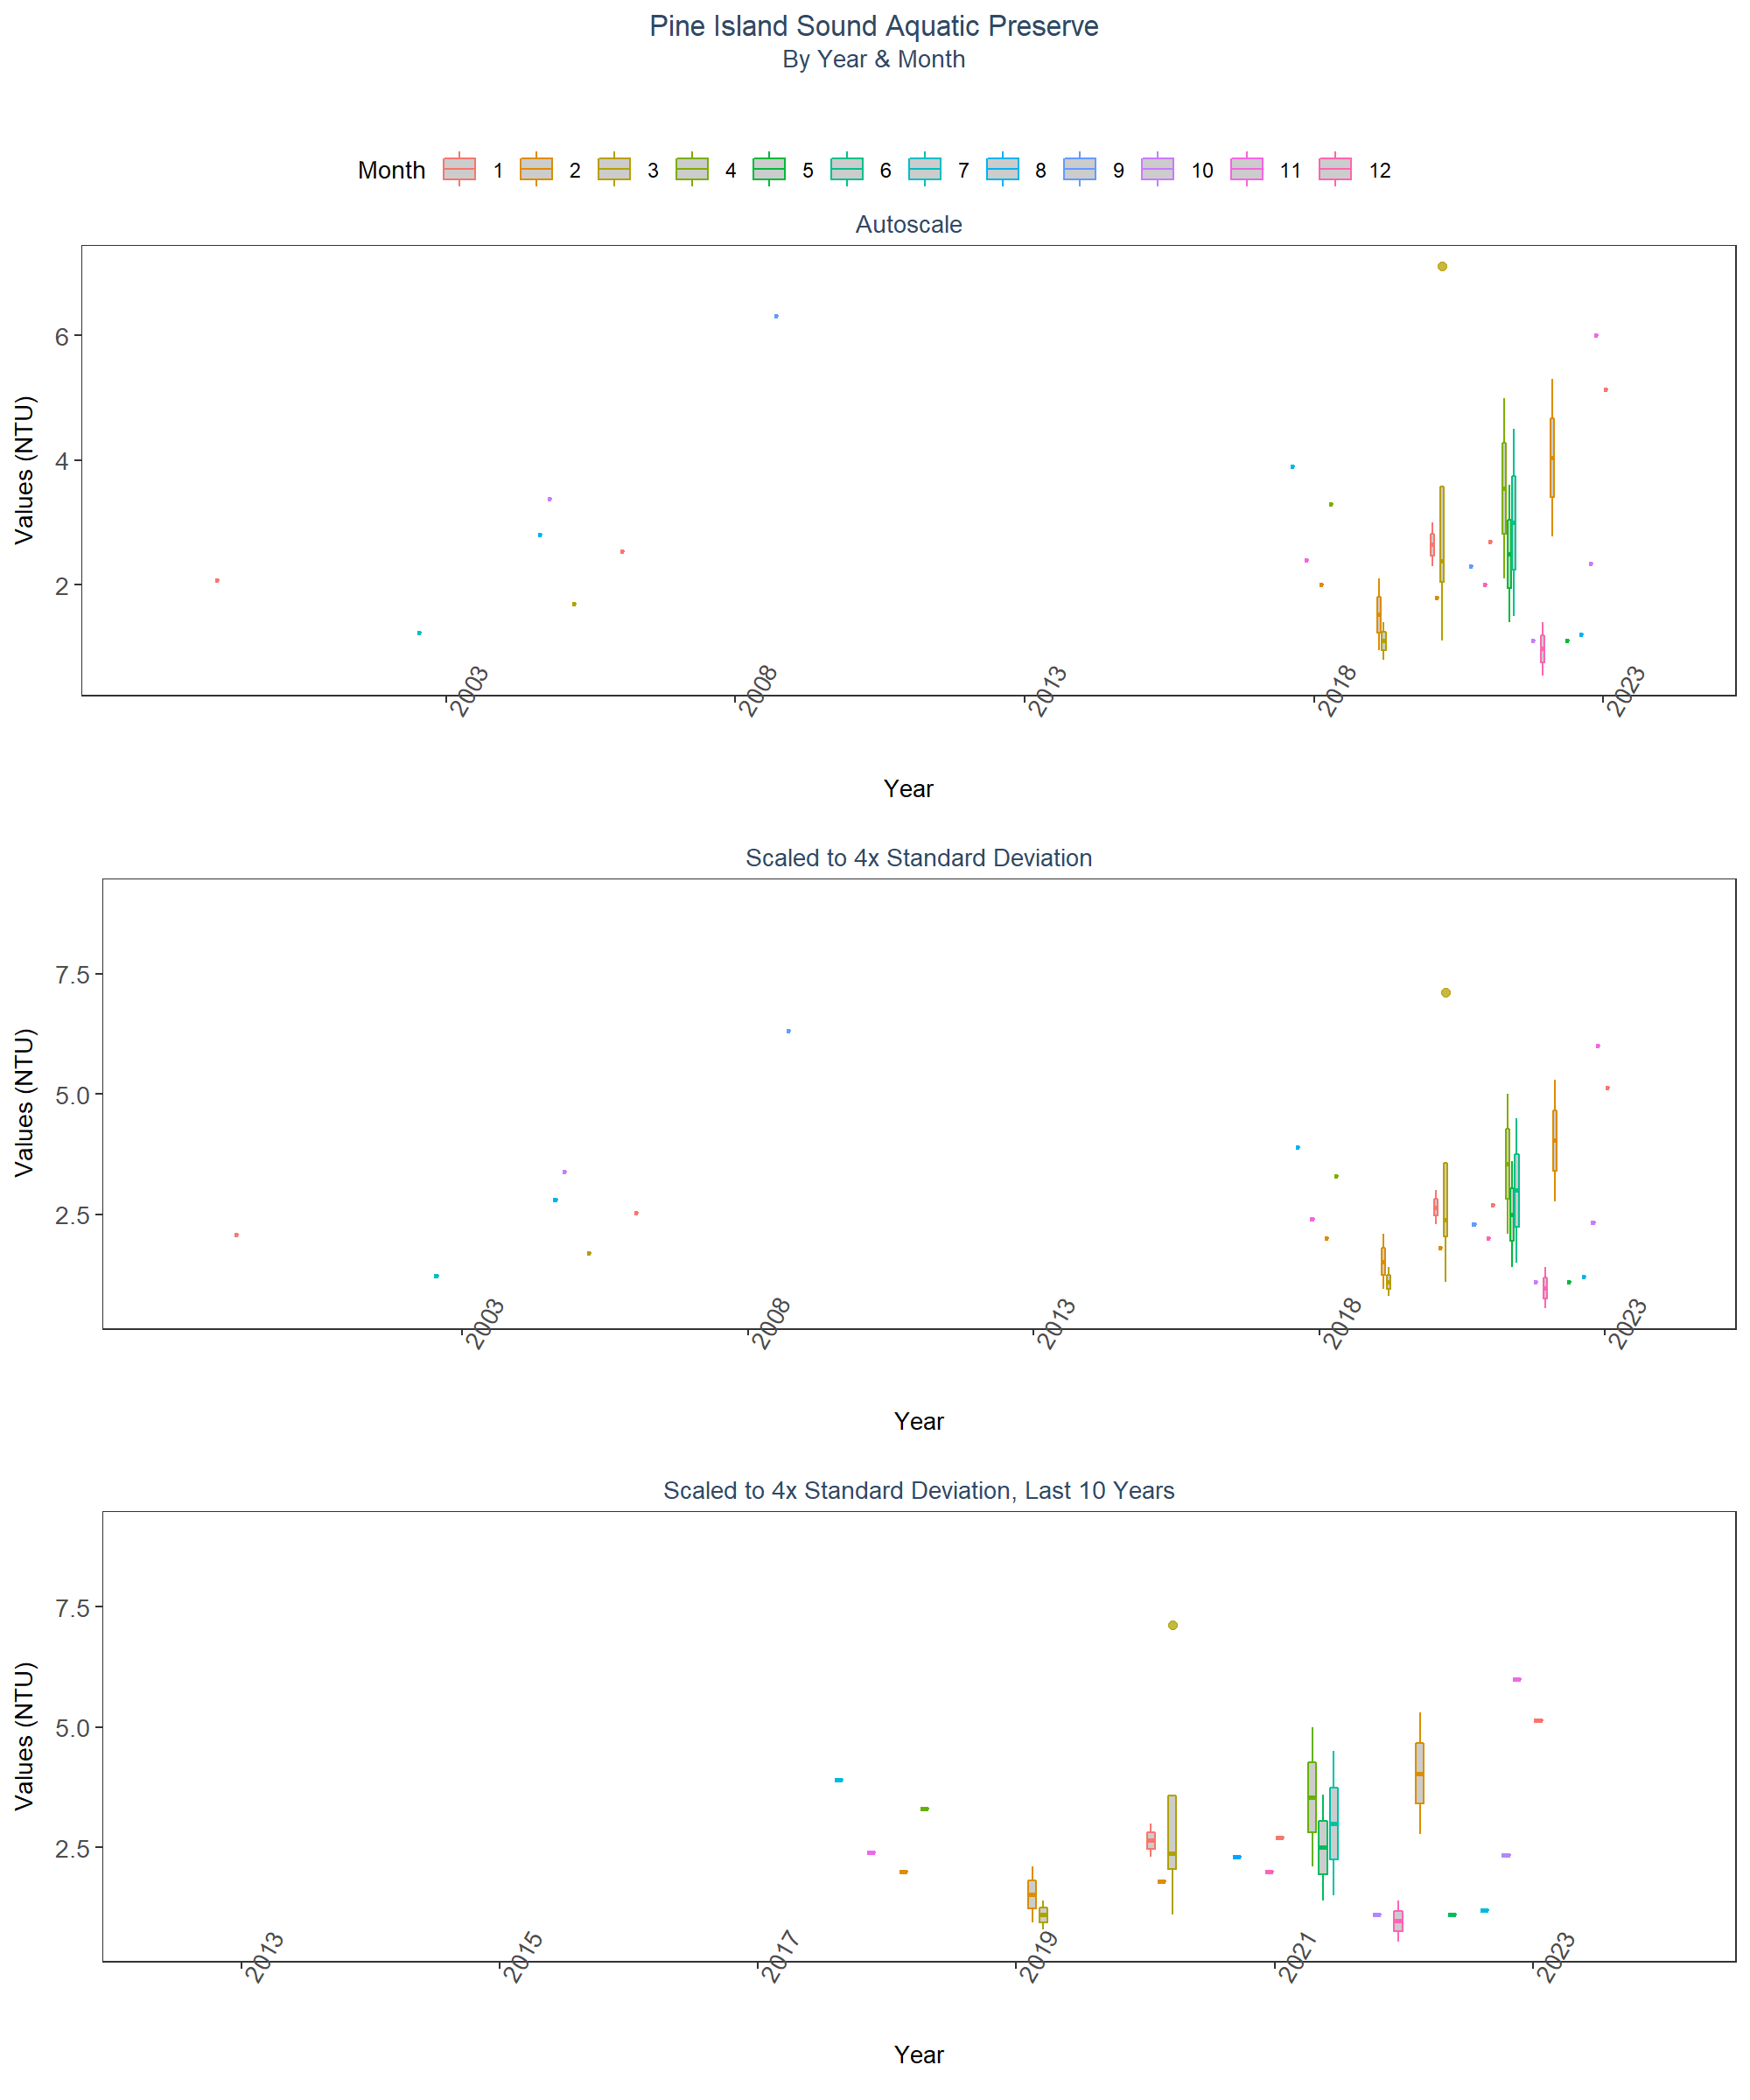 Pine Island Sound Aquatic Preserve
By Year & Month
Month 1 2 3 4 5 6 7 8 9 10 11 12
Autoscale
Values (NTU)
6
4
2
2003 2008 2013 2018 2023
Year
Scaled to 4x Standard Deviation
Values (NTU)
7.5
5.0
2.5
2003 2008 2013 2018 2023
Year
Scaled to 4x Standard Deviation, Last 10 Years
Values (NTU)
7.5
5.0
2.5
2013 2015 2017 2019 2021 2023
Year